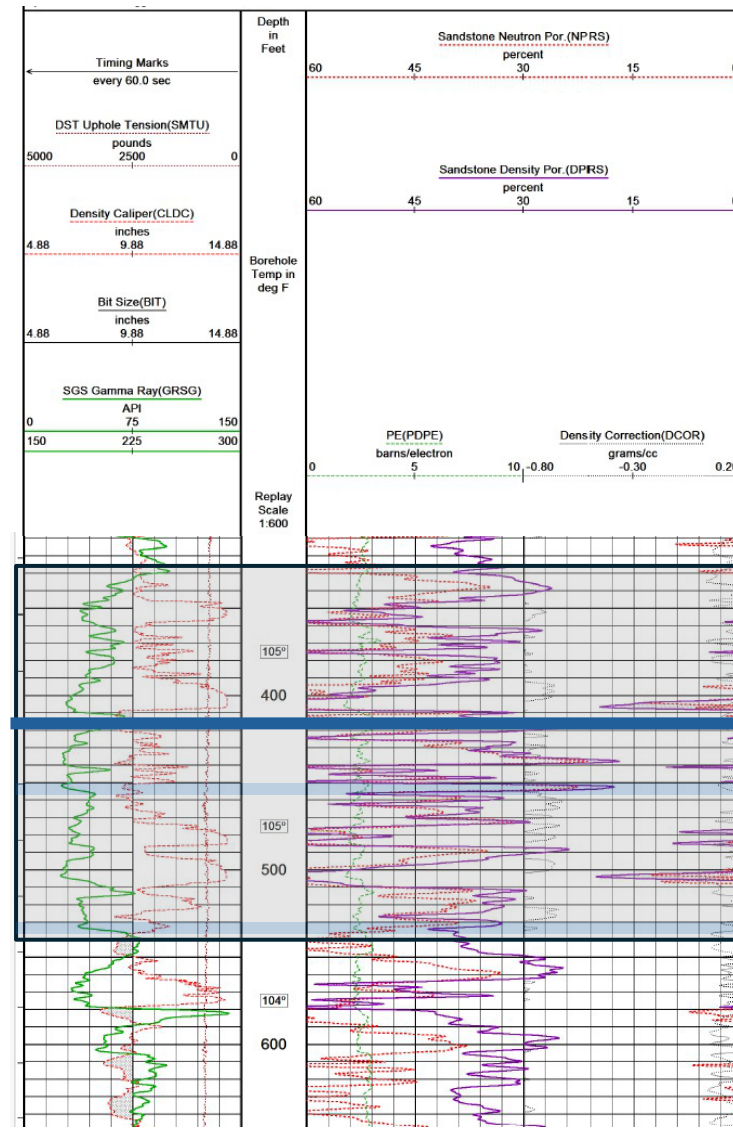 Depth
in
Feet
Timing Marks
every 60.0 sec
Sandstone Neutron Por.(NPRS)
percent
60 45 30 15
DST Uphole Tension(SMTU)
pounds
5000 2500 0
Sandstone Density Por.(DPRS)
percent
60 45 30 15
Density Caliper(CLDC)
inches
4.88 9.88 14.88
Borehole
Temp in
deg F
Bit Size(BIT)
inches
4.88 9.88 14.88
SGS Gamma Ray(GRSG)
API
0 75 150
150 225 300
PE(PDPE)
barns/electron
0 5 10
Density Correction(DCOR)
grams/cc
-0.80 -0.30 0.20
Replay
Scale
1:600
105º
400
105º
500
104º
600